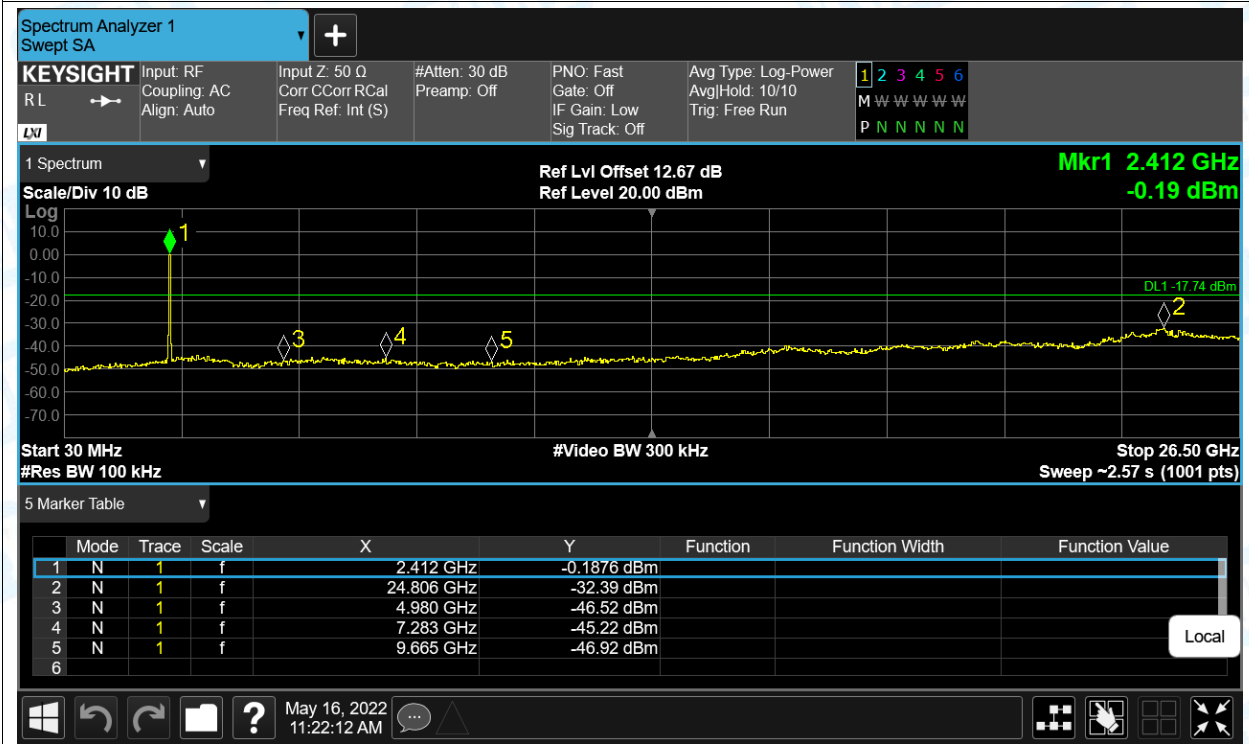 Spectrum Analyzer 1
Swept SA
+
KEYSIGHT Input: RF Input Z: 50 Ω #Atten: 30 dB PNO: Fast Avg Type: Log-Power 1 2 3 4 5 6
R L Coupling: AC Corr CCorr RCal Preamp: Off Gate: Off Avg|Hold: 10/10 M W W W W W
Align: Auto Freq Ref: Int (S) IF Gain: Low Trig: Free Run
LXI Sig Track: Off P N N N N N
1 Spectrum Ref Lvl Offset 12.67 dB Mkr1 2.412 GHz
Scale/Div 10 dB Ref Level 20.00 dBm -0.19 dBm
Log
10.0 1
0.00
-10.0 DL1 -17.74 dBm
-20.0 2
-30.0 3 4 5
-40.0
-50.0
-60.0
-70.0
Start 30 MHz #Video BW 300 kHz Stop 26.50 GHz
#Res BW 100 kHz Sweep ~2.57 s (1001 pts)
5 Marker Table
Mode Trace Scale X Y Function Function Width Function Value
1 N 1 f 2.412 GHz -0.1876 dBm
2 N 1 f 24.806 GHz -32.39 dBm
3 N 1 f 4.980 GHz -46.52 dBm
4 N 1 f 7.283 GHz -45.22 dBm
5 N 1 f 9.665 GHz -46.92 dBm
6
Local
? May 16, 2022
11:22:12 AM